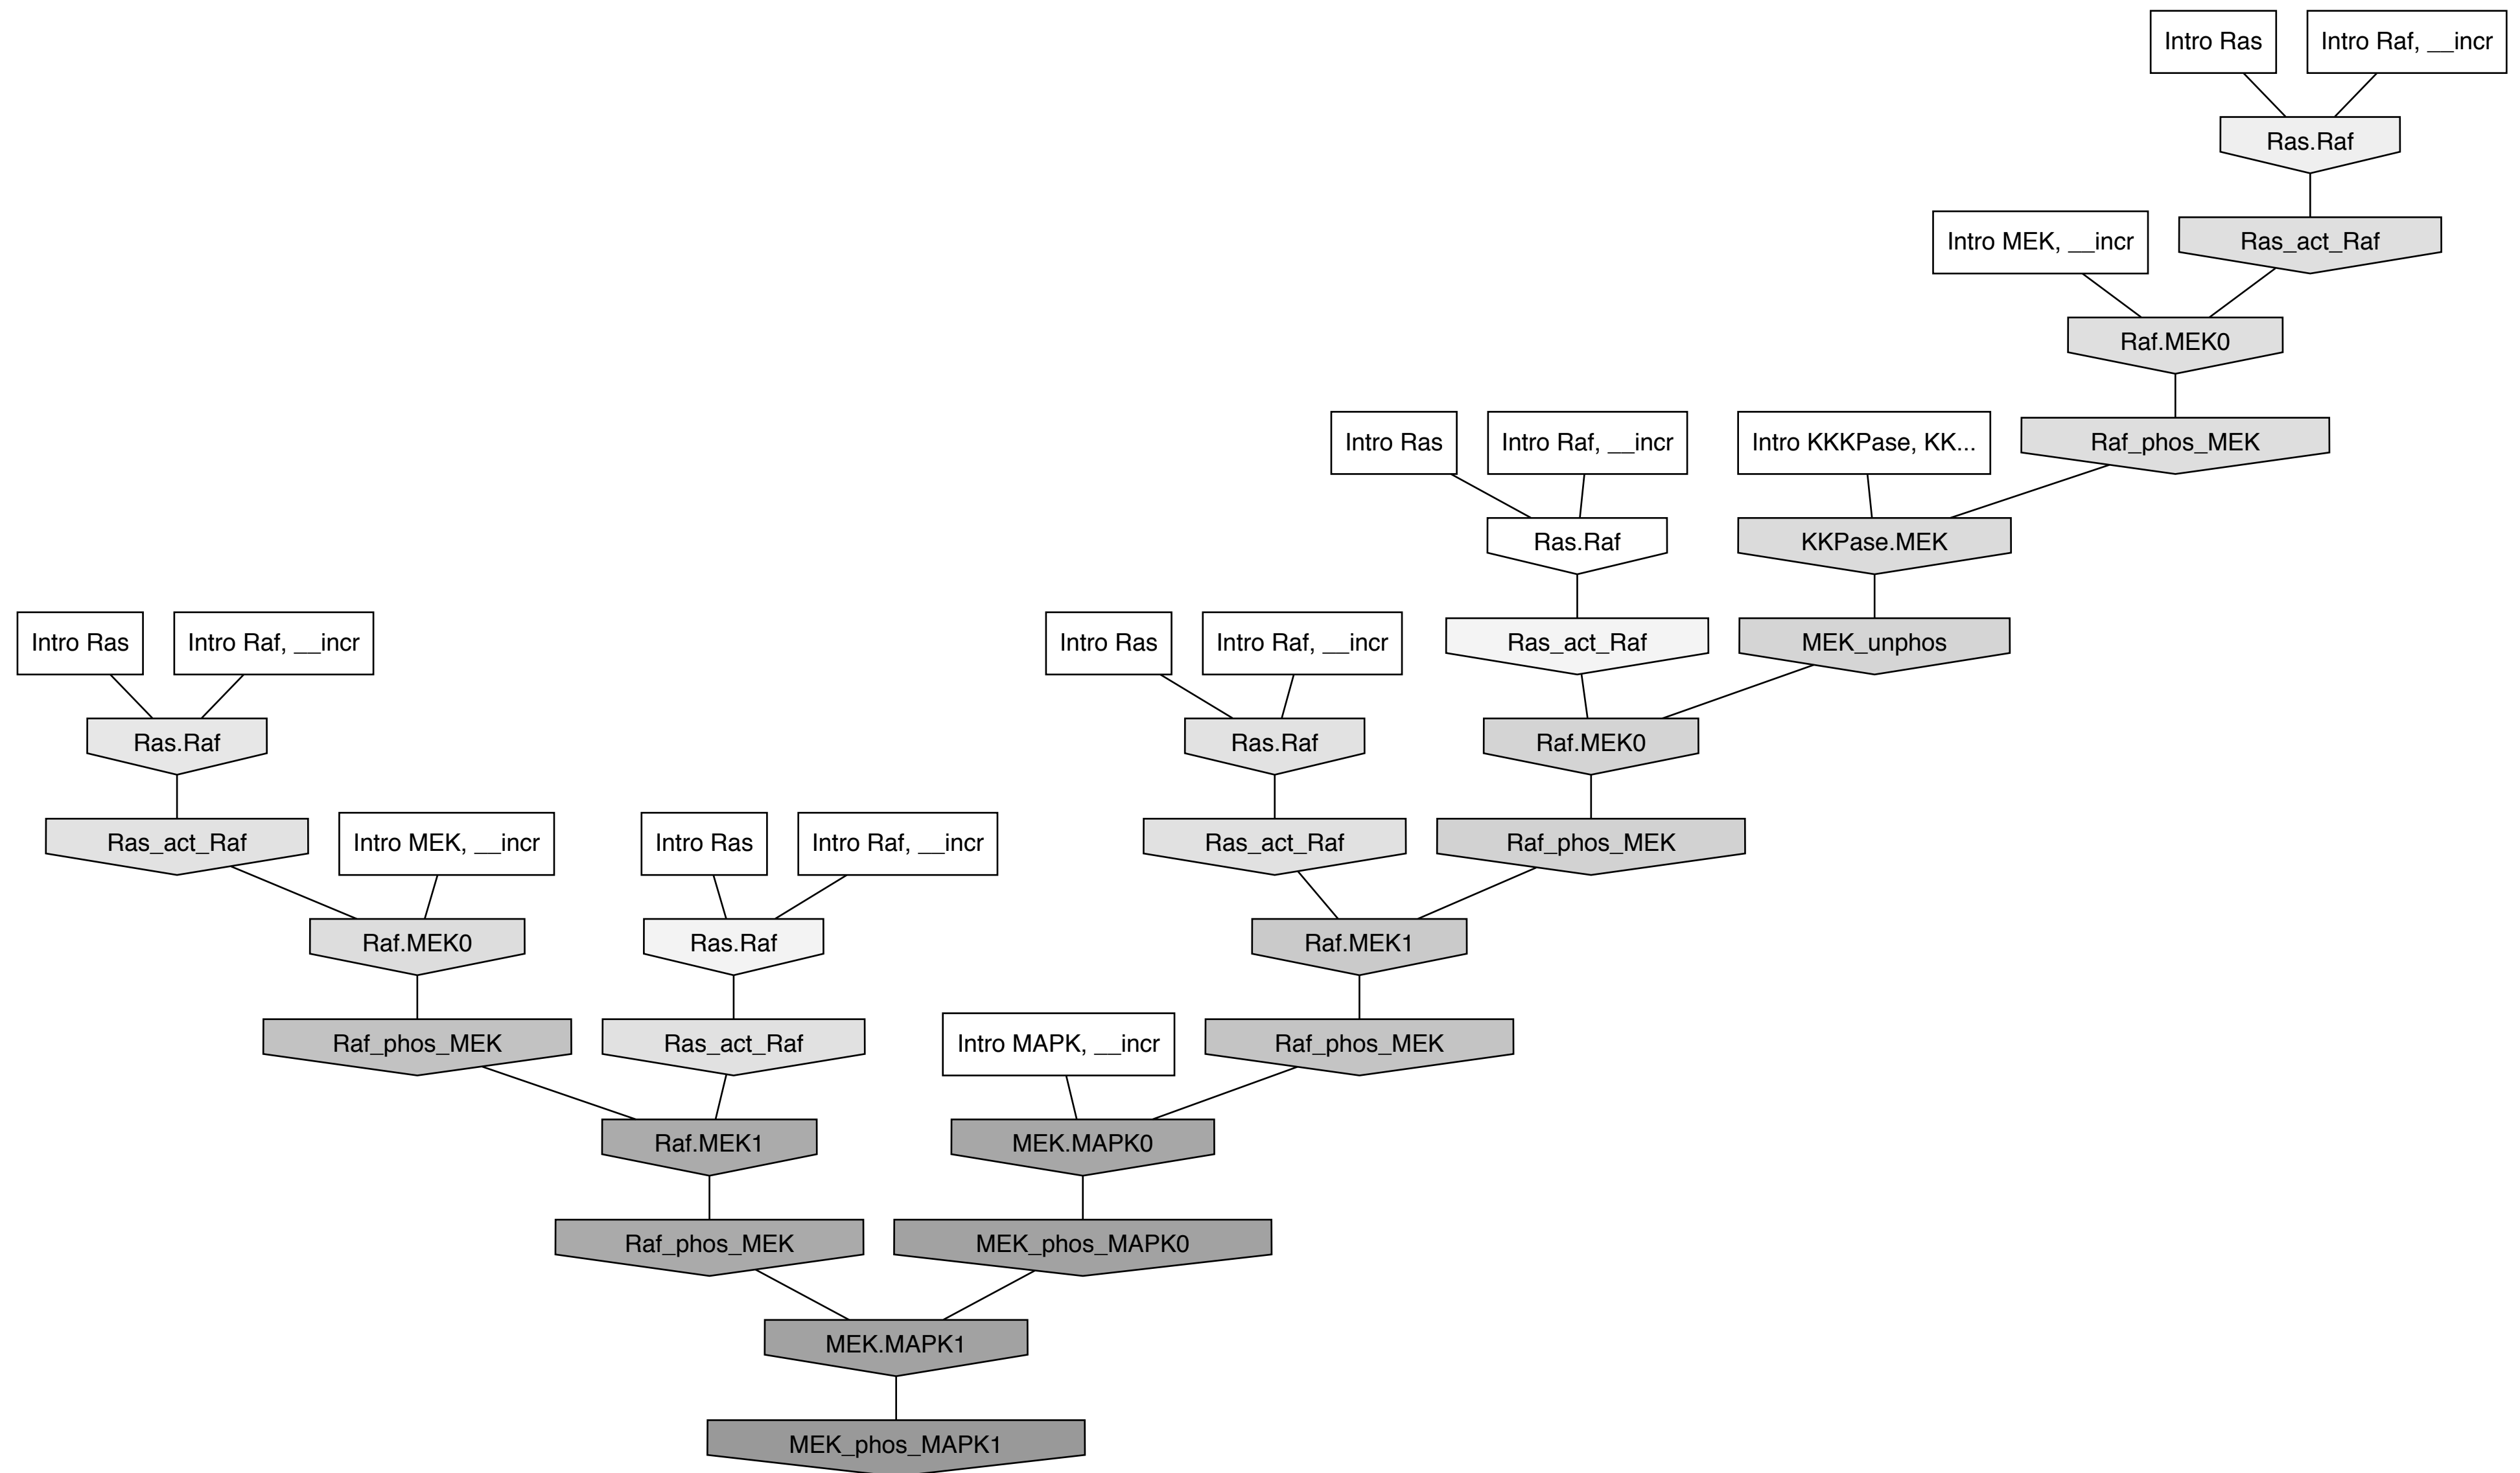 Intro Ras
Intro Raf, __incr
Ras.Raf
Intro MEK, __incr
Ras_act_Raf
Raf.MEK0
Intro Ras
Intro Raf, __incr
Intro KKKPase, KK...
Raf_phos_MEK
Ras.Raf
KKPase.MEK
Intro Ras
Intro Raf, __incr
Intro Ras
Intro Raf, __incr
Ras_act_Raf
MEK_unphos
Ras.Raf
Ras.Raf
Raf.MEK0
Ras_act_Raf
Intro MEK, __incr
Intro Ras
Intro Raf, __incr
Ras_act_Raf
Raf_phos_MEK
Raf.MEK0
Ras.Raf
Raf.MEK1
Raf_phos_MEK
Ras_act_Raf
Intro MAPK, __incr
Raf_phos_MEK
Raf.MEK1
MEK.MAPK0
Raf_phos_MEK
MEK_phos_MAPK0
MEK.MAPK1
MEK_phos_MAPK1